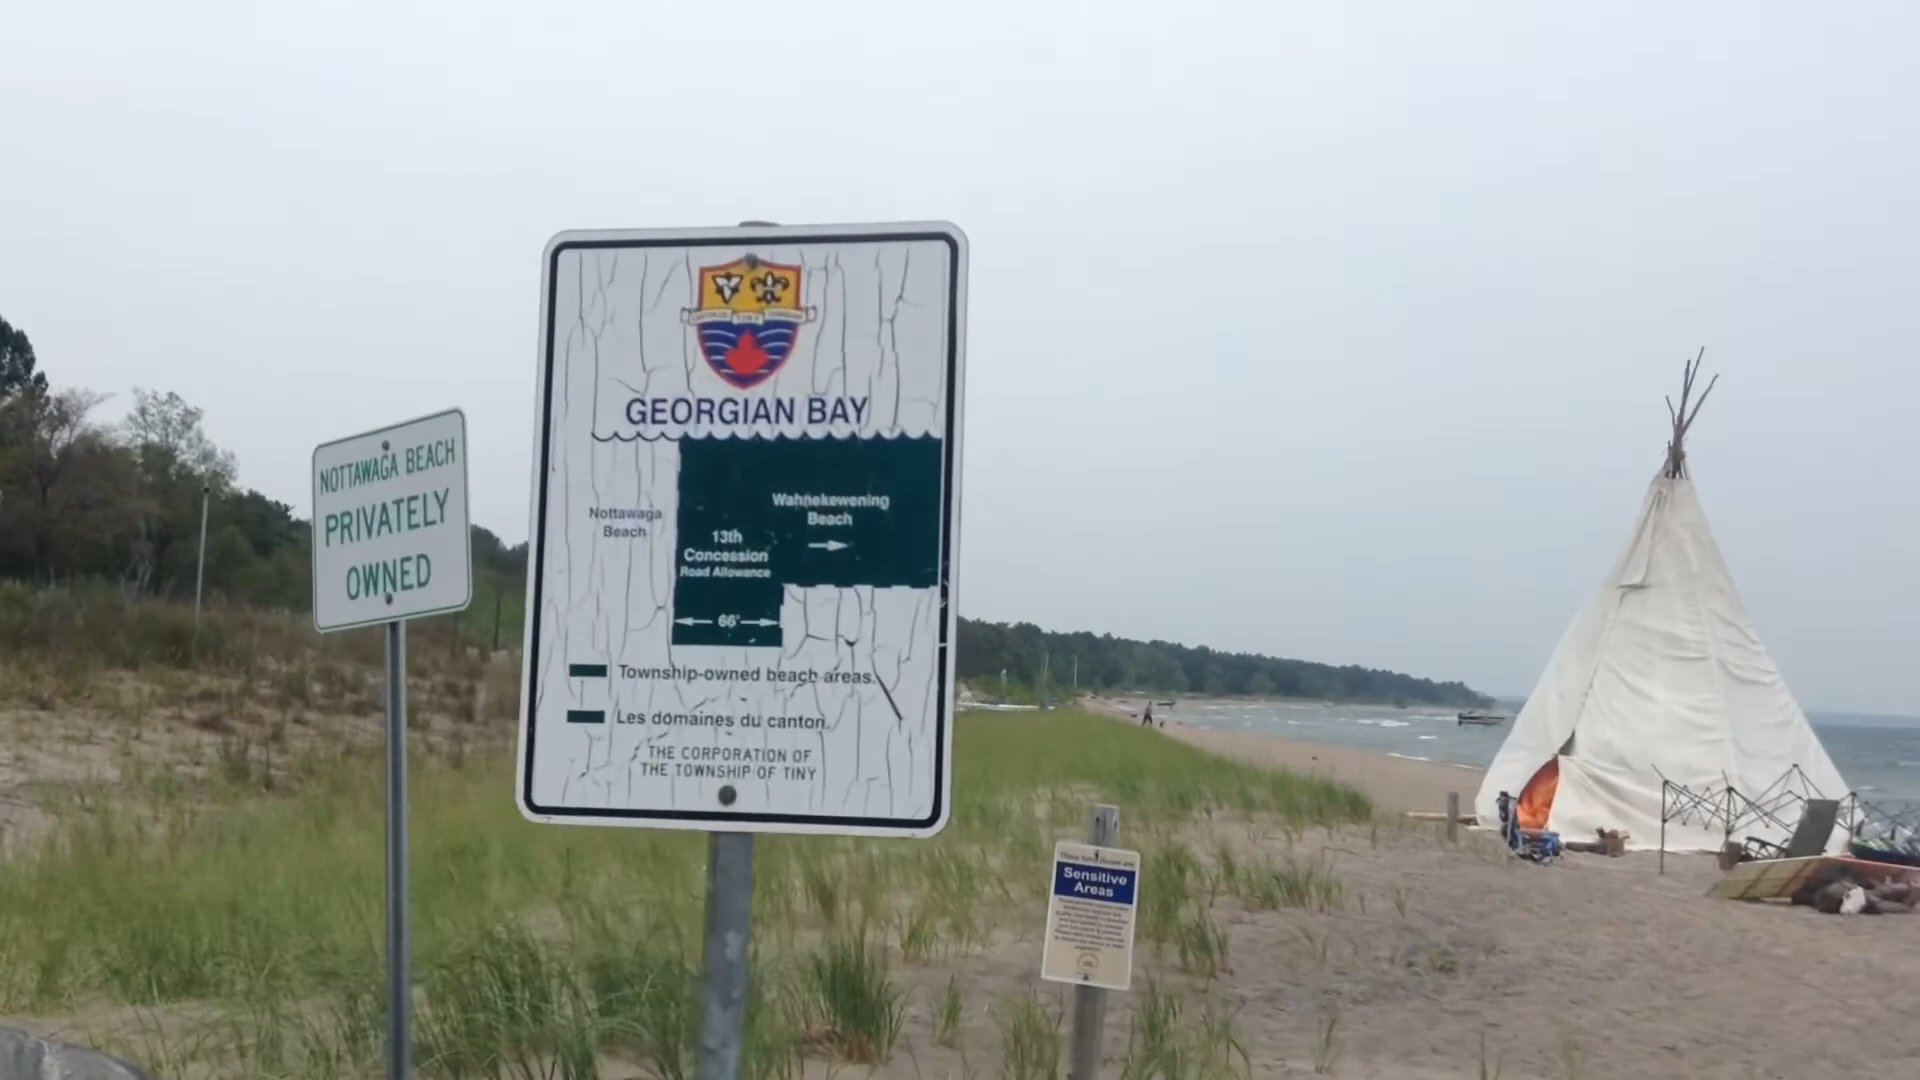 NOTTAWAGA BEACH
PRIVATELY
OWNED
TINY
GEORGIAN BAY
Nottawaga
Beach
Wahnekewening
Beach
13th
Concession
Road Allowance
66'
Township-owned beach areas.
Les domaines du canton.
THE CORPORATION OF
THE TOWNSHIP OF TINY
Sensitive
Areas